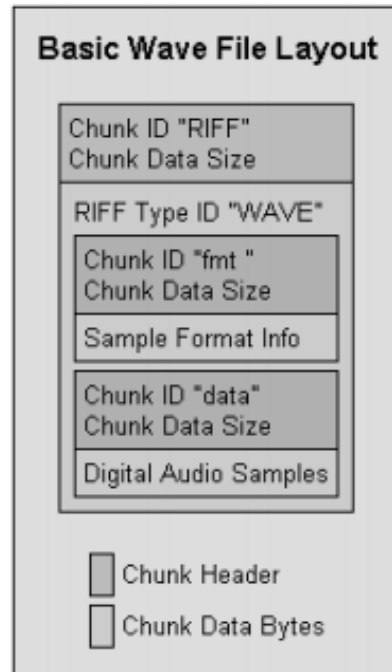 Basic Wave File Layout
Chunk ID "RIFF"
Chunk Data Size
RIFF Type ID "WAVE"
Chunk ID "fmt "
Chunk Data Size
Sample Format Info
Chunk ID "data"
Chunk Data Size
Digital Audio Samples
Chunk Header
Chunk Data Bytes